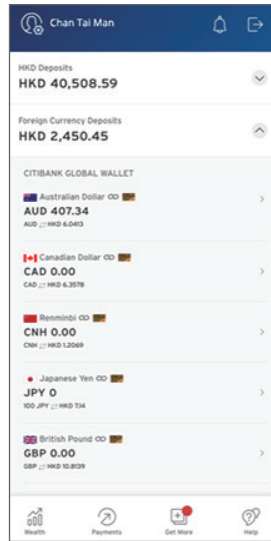 Chan Tai Man
HKD Deposits
HKD 40,508.59
Foreign Currency Deposits
HKD 2,450.45
CITIBANK GLOBAL WALLET
Australian Dollar
AUD 407.34
AUD ⇌ HKD 6.0413
Canadian Dollar
CAD 0.00
CAD ⇌ HKD 6.3578
Renminbi
CNH 0.00
CNH ⇌ HKD 1.2069
Japanese Yen
JPY 0
100 JPY ⇌ HKD 7.14
British Pound
GBP 0.00
GBP ⇌ HKD 10.8139
Wealth
Payments
Get More
Help